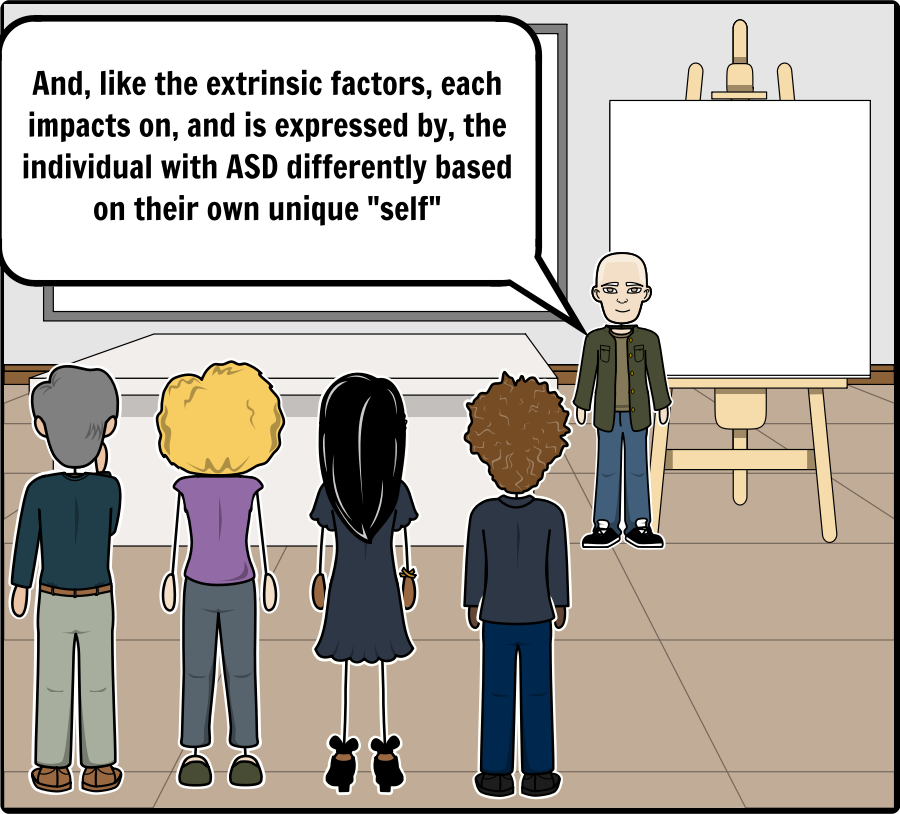 And, like the extrinsic factors, each
impacts on, and is expressed by, the
individual with ASD differently based
on their own unique "self"